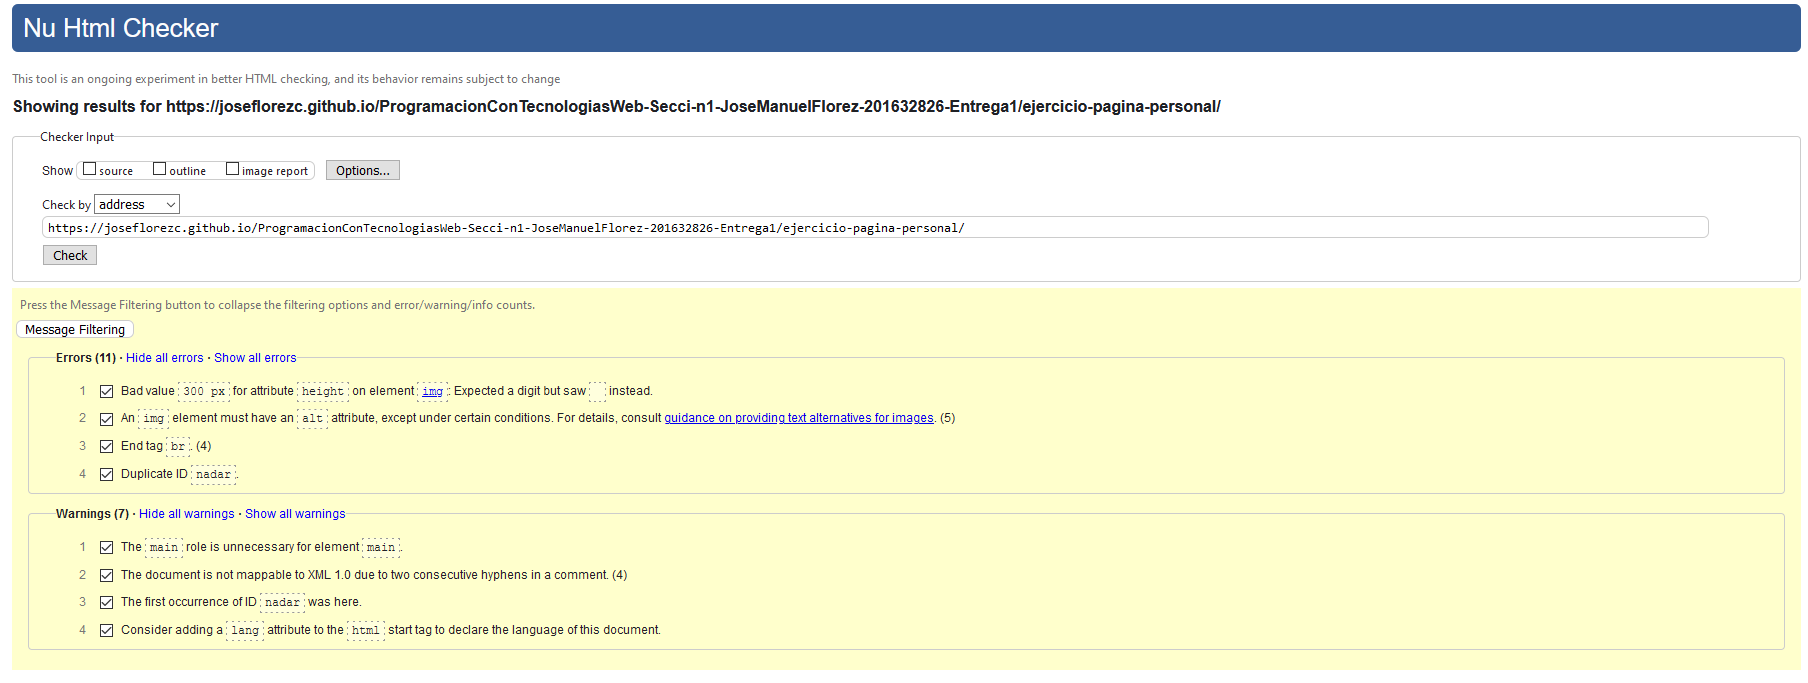 Nu Html Checker
This tool is an ongoing experiment in better HTML checking, and its behavior remains subject to change
Showing results for https://joseflorezc.github.io/ProgramacionConTecnologiasWeb-Secci-n1-JoseManuelFlorez-201632826-Entrega1/ejercicio-pagina-personal/
Checker Input
Show source outline image report Options...
Check by address
https://joseflorezc.github.io/ProgramacionConTecnologiasWeb-Secci-n1-JoseManuelFlorez-201632826-Entrega1/ejercicio-pagina-personal/
Check
Press the Message Filtering button to collapse the filtering options and error/warning/info counts.
Message Filtering
Errors (11) · Hide all errors · Show all errors
1 Bad value 300 px for attribute height on element img: Expected a digit but saw instead.
2 An img element must have an alt attribute, except under certain conditions. For details, consult guidance on providing text alternatives for images. (5)
3 End tag br. (4)
4 Duplicate ID nadar.
Warnings (7) · Hide all warnings · Show all warnings
1 The main role is unnecessary for element main.
2 The document is not mappable to XML 1.0 due to two consecutive hyphens in a comment. (4)
3 The first occurrence of ID nadar was here.
4 Consider adding a lang attribute to the html start tag to declare the language of this document.